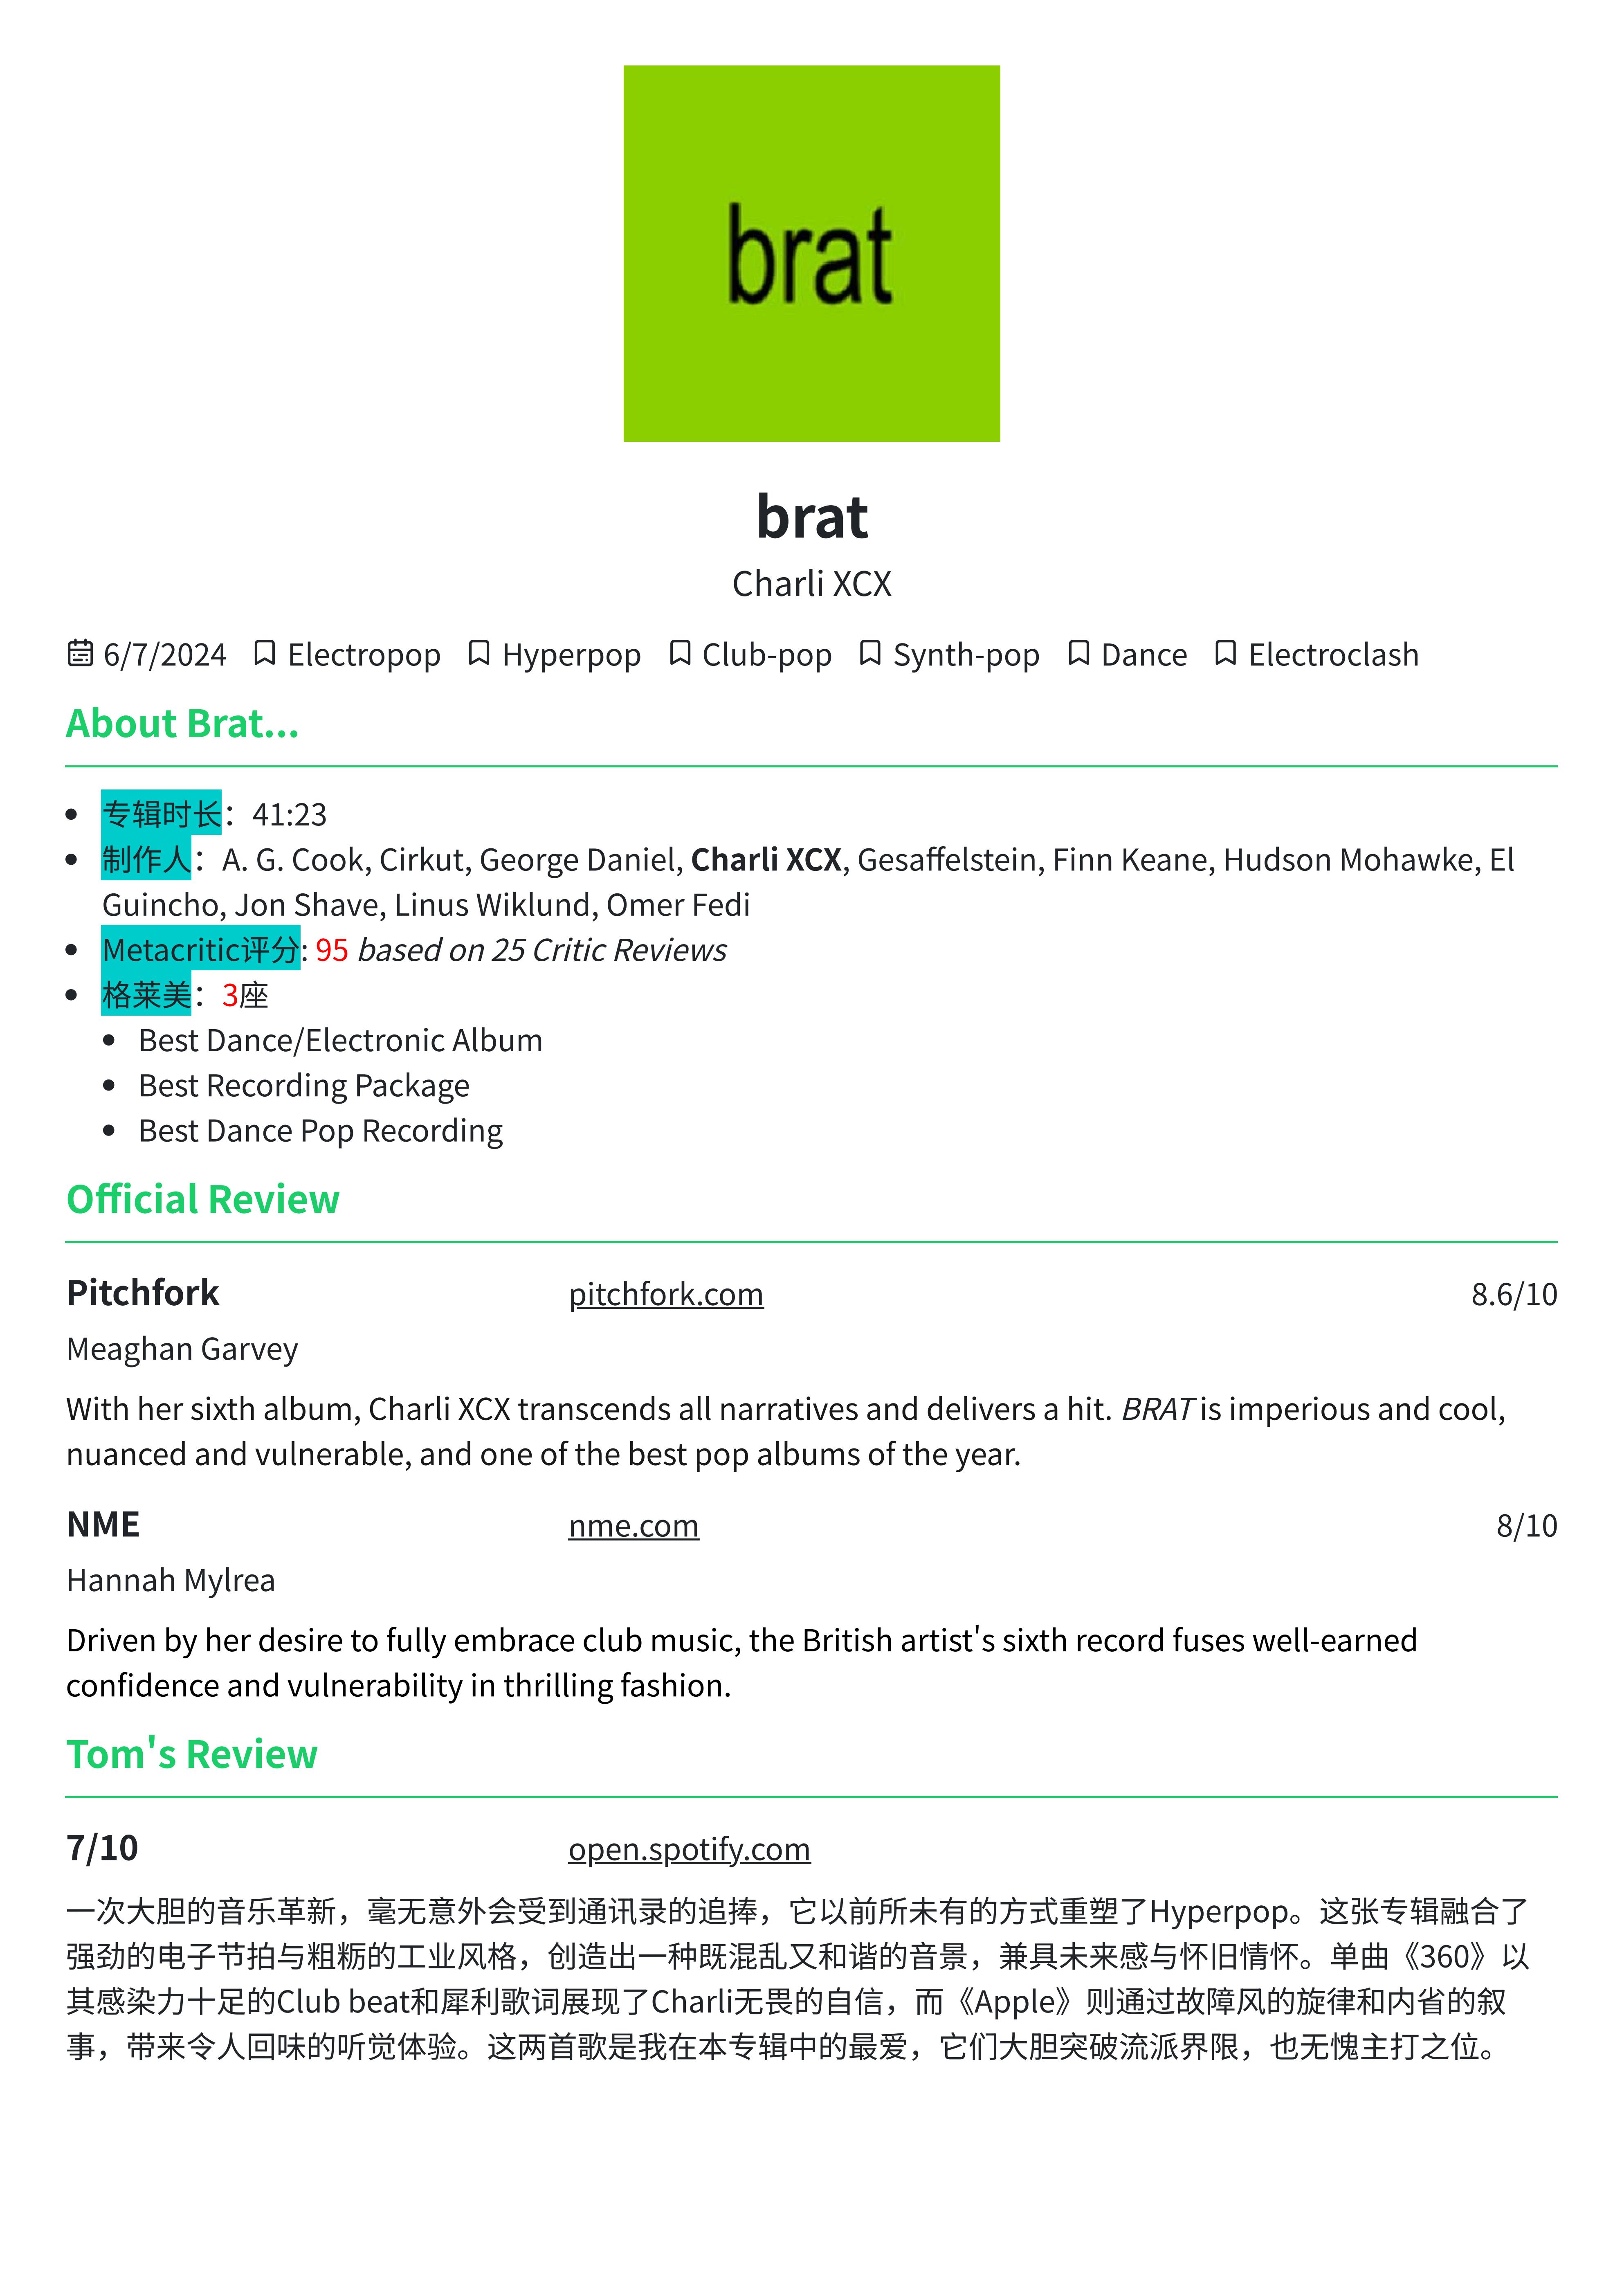 brat
brat
Charli XCX
6/7/2024 Electropop Hyperpop Club-pop Synth-pop Dance Electroclash
About Brat...
专辑时长：41:23
制作人：A. G. Cook, Cirkut, George Daniel, Charli XCX, Gesaffelstein, Finn Keane, Hudson Mohawke, El
Guincho, Jon Shave, Linus Wiklund, Omer Fedi
Metacritic评分: 95 based on 25 Critic Reviews
格莱美：3座
Best Dance/Electronic Album
Best Recording Package
Best Dance Pop Recording
Official Review
Pitchfork pitchfork.com 8.6/10
Meaghan Garvey
With her sixth album, Charli XCX transcends all narratives and delivers a hit. BRAT is imperious and cool,
nuanced and vulnerable, and one of the best pop albums of the year.
NME nme.com 8/10
Hannah Mylrea
Driven by her desire to fully embrace club music, the British artist's sixth record fuses well-earned
confidence and vulnerability in thrilling fashion.
Tom's Review
7/10 open.spotify.com
一次大胆的音乐革新，毫无意外会受到通讯录的追捧，它以前所未有的方式重塑了Hyperpop。这张专辑融合了
强劲的电子节拍与粗粝的工业风格，创造出一种既混乱又和谐的音景，兼具未来感与怀旧情怀。单曲《360》以
其感染力十足的Club beat和犀利歌词展现了Charli无畏的自信，而《Apple》则通过故障风的旋律和内省的叙
事，带来令人回味的听觉体验。这两首歌是我在本专辑中的最爱，它们大胆突破流派界限，也无愧主打之位。